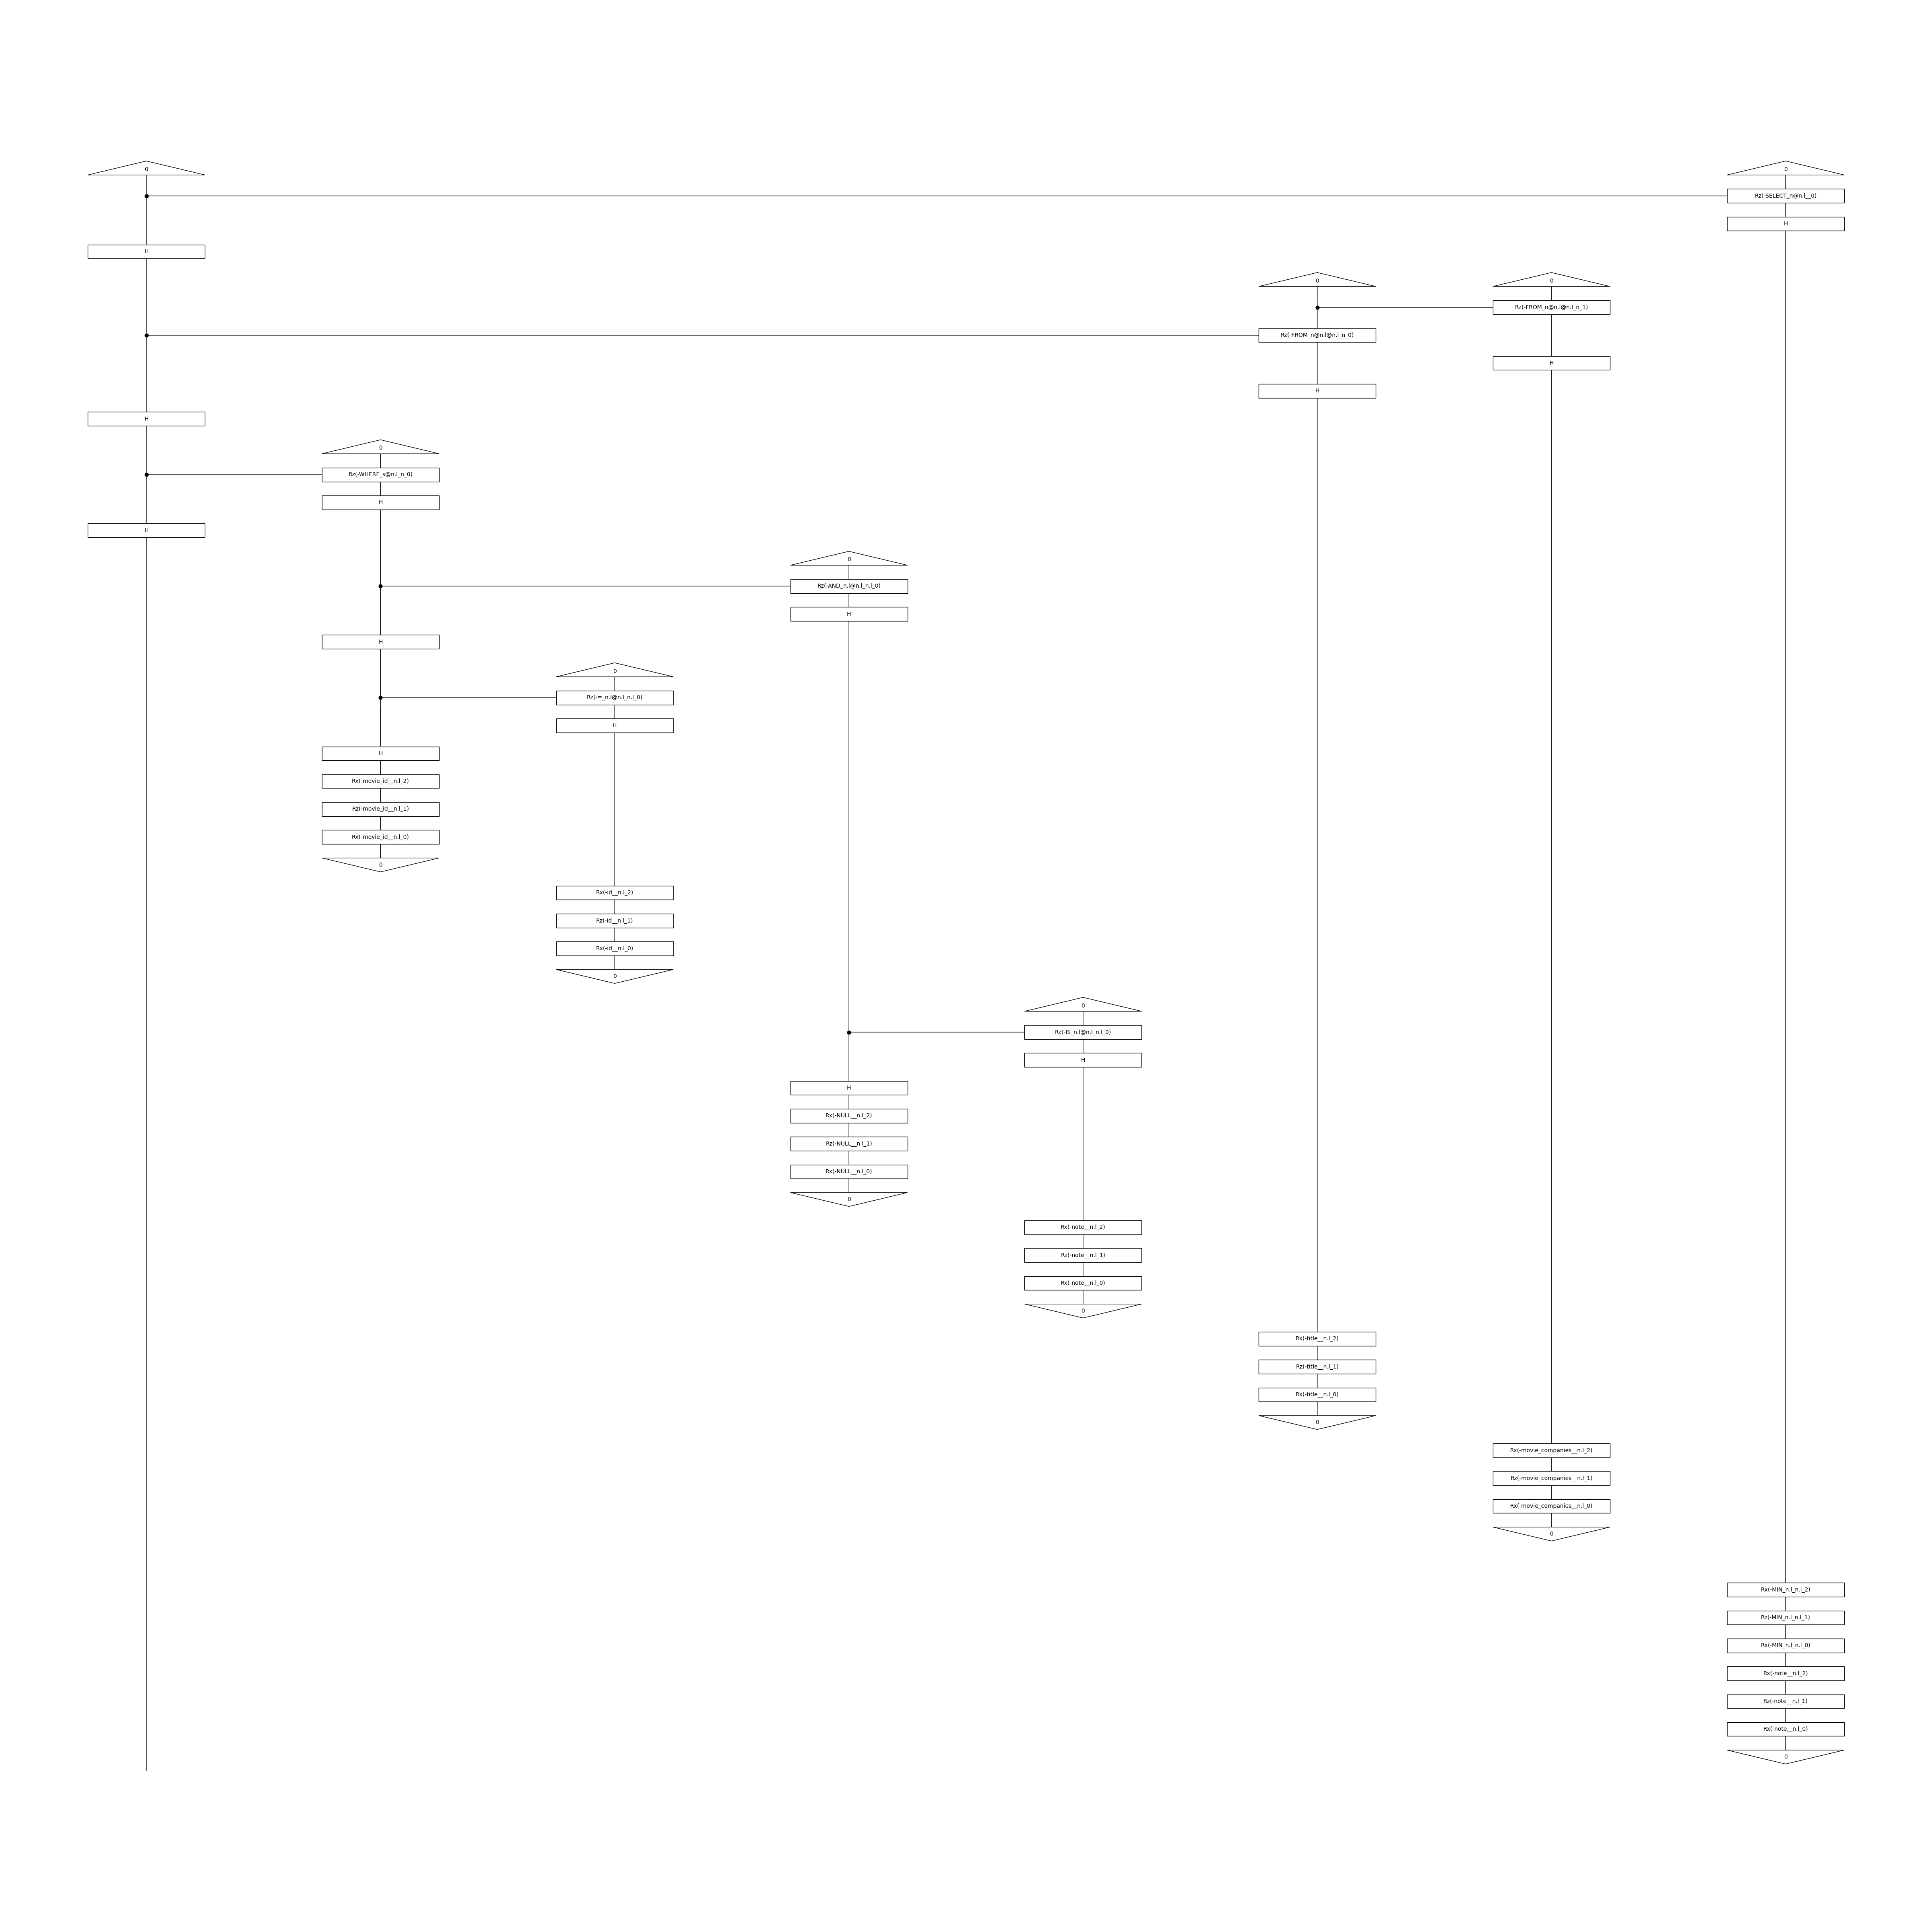 0
0
Rz(-SELECT_n@n.l__0)
H
H
0
0
Rz(-FROM_n@n.l@n.l_n_1)
Rz(-FROM_n@n.l@n.l_n_0)
H
H
H
0
Rz(-WHERE_s@n.l_n_0)
H
H
0
Rz(-AND_n.l@n.l_n.l_0)
H
H
0
Rz(-=_n.l@n.l_n.l_0)
H
H
Rx(-movie_id__n.l_2)
Rz(-movie_id__n.l_1)
Rx(-movie_id__n.l_0)
0
Rx(-id__n.l_2)
Rz(-id__n.l_1)
Rx(-id__n.l_0)
0
0
Rz(-IS_n.l@n.l_n.l_0)
H
H
Rx(-NULL__n.l_2)
Rz(-NULL__n.l_1)
Rx(-NULL__n.l_0)
0
Rx(-note__n.l_2)
Rz(-note__n.l_1)
Rx(-note__n.l_0)
0
Rx(-title__n.l_2)
Rz(-title__n.l_1)
Rx(-title__n.l_0)
0
Rx(-movie_companies__n.l_2)
Rz(-movie_companies__n.l_1)
Rx(-movie_companies__n.l_0)
0
Rx(-MIN_n.l_n.l_2)
Rz(-MIN_n.l_n.l_1)
Rx(-MIN_n.l_n.l_0)
Rx(-note__n.l_2)
Rz(-note__n.l_1)
Rx(-note__n.l_0)
0